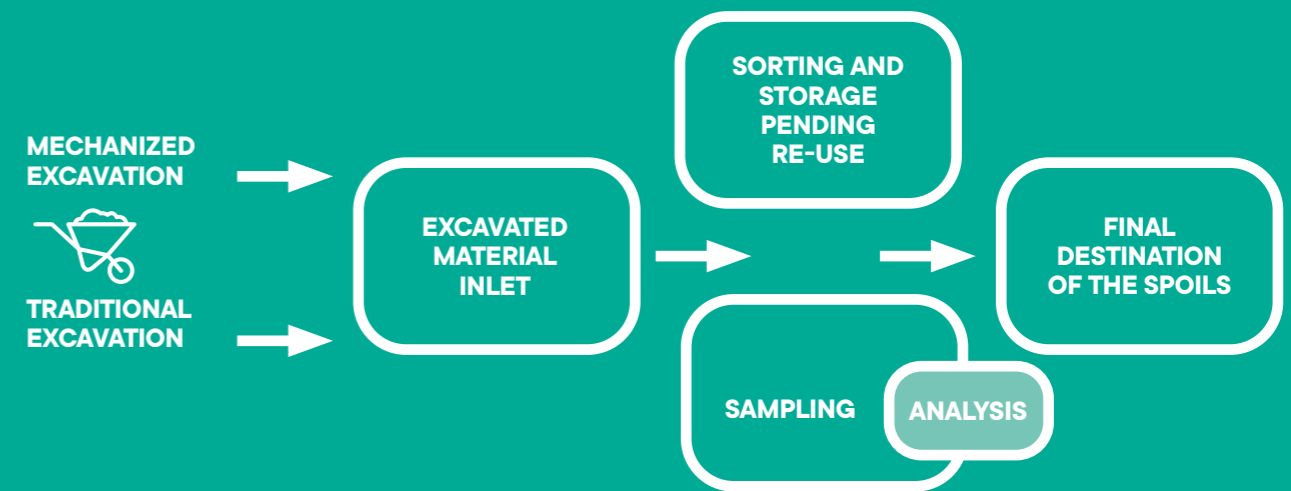 MECHANIZED
EXCAVATION
TRADITIONAL
EXCAVATION
EXCAVATED
MATERIAL
INLET
SORTING AND
STORAGE
PENDING
RE-USE
SAMPLING
ANALYSIS
FINAL
DESTINATION
OF THE SPOILS